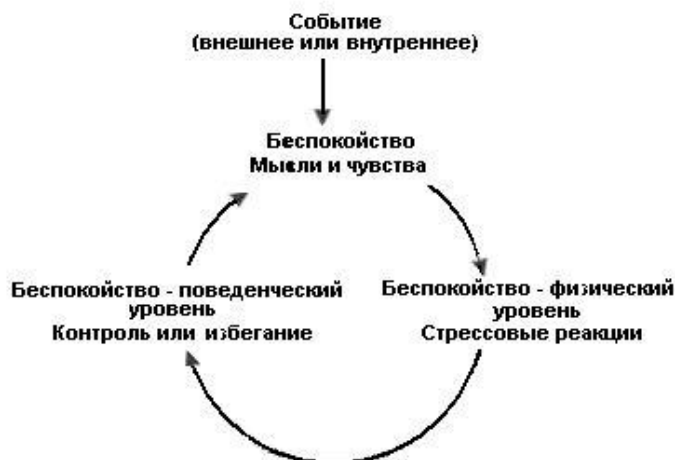 Событие
(внешнее или внутреннее)
Беспокойство
Мысли и чувства
Беспокойство - поведенческий
уровень
Контроль или избегание
Беспокойство - физический
уровень
Стрессовые реакции